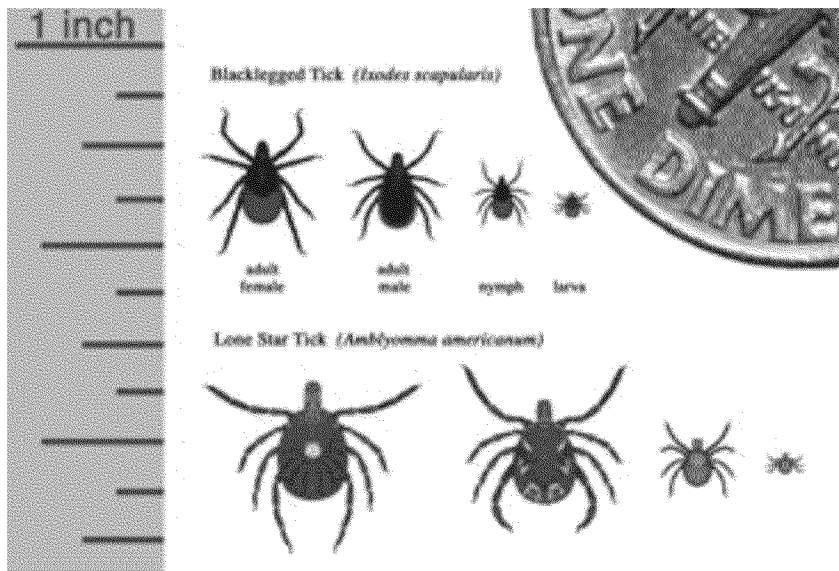 1 inch
ONE DIME
Blacklegged Tick (Ixodes scapularis)
adult
female
adult
male
nymph
larva
Lone Star Tick (Amblyomma americanum)